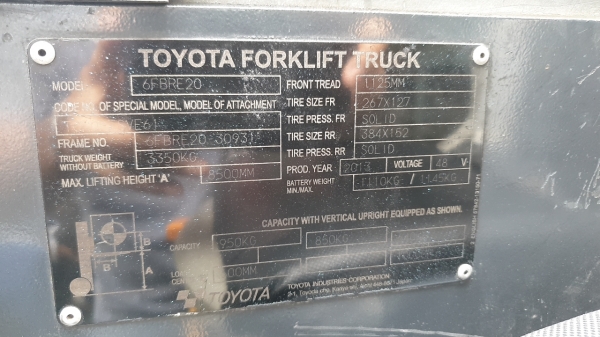 TOYOTA FORKLIFT TRUCK
MODEL 6FBRE20 FRONT TREAD 1125MM
CODE NO. OF SPECIAL MODEL, MODEL OF ATTACHMENT TIRE SIZE FR 267X127
TIRE PRESS. FR SOLID
FRAME NO. 6FBRE20-30931 TIRE SIZE RR 384X152
TRUCK WEIGHT WITHOUT BATTERY 3350KG TIRE PRESS. RR SOLID
MAX. LIFTING HEIGHT 'A' 8500MM PROD. YEAR 2013 VOLTAGE 48 V
BATTERY WEIGHT MIN./MAX.
CAPACITY WITH VERTICAL UPRIGHT EQUIPPED AS SHOWN.
B
B A
CAPACITY 950KG 850KG
TOYOTA
TOYOTA INDUSTRIES CORPORATION